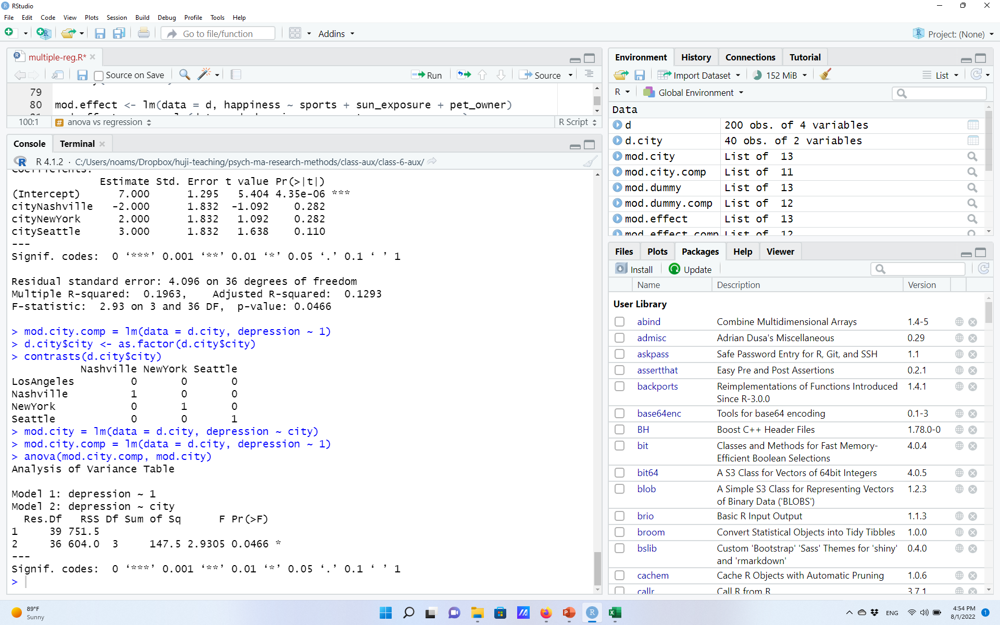 RStudio
File Edit Code View Plots Session Build Debug Profile Tools Help
Go to file/function Addins Project: (None)
multiple-reg.R*
Source on Save Run Source
79
80 mod.effect <- lm(data = d, happiness ~ sports + sun_exposure + pet_owner)
100:1 # anova vs regression R Script
Console Terminal
R 4.1.2 · C:/Users/noams/Dropbox/huji-teaching/psych-ma-research-methods/class-aux/class-6-aux/
Coefficients:
Estimate Std. Error t value Pr(>|t|)
(Intercept) 7.000 1.295 5.404 4.35e-06 ***
cityNashville -2.000 1.832 -1.092 0.282
cityNewYork 2.000 1.832 1.092 0.282
citySeattle 3.000 1.832 1.638 0.110
---
Signif. codes: 0 ‘***’ 0.001 ‘**’ 0.01 ‘*’ 0.05 ‘.’ 0.1 ‘ ’ 1
Residual standard error: 4.096 on 36 degrees of freedom
Multiple R-squared: 0.1963, Adjusted R-squared: 0.1293
F-statistic: 2.93 on 3 and 36 DF, p-value: 0.0466
> mod.city.comp = lm(data = d.city, depression ~ 1)
> d.city$city <- as.factor(d.city$city)
> contrasts(d.city$city)
Nashville NewYork Seattle
LosAngeles 0 0 0
Nashville 1 0 0
NewYork 0 1 0
Seattle 0 0 1
> mod.city = lm(data = d.city, depression ~ city)
> mod.city.comp = lm(data = d.city, depression ~ 1)
> anova(mod.city.comp, mod.city)
Analysis of Variance Table
Model 1: depression ~ 1
Model 2: depression ~ city
Res.Df RSS Df Sum of Sq F Pr(>F)
1 39 751.5
2 36 604.0 3 147.5 2.9305 0.0466 *
---
Signif. codes: 0 ‘***’ 0.001 ‘**’ 0.01 ‘*’ 0.05 ‘.’ 0.1 ‘ ’ 1
>
Environment History Connections Tutorial
Import Dataset 152 MiB List
R Global Environment
Data
d 200 obs. of 4 variables
d.city 40 obs. of 2 variables
mod.city List of 13
mod.city.comp List of 11
mod.dummy List of 13
mod.dummy.comp List of 12
mod.effect List of 13
mod.effect.comp List of 12
Files Plots Packages Help Viewer
Install Update
Name Description Version
User Library
abind Combine Multidimensional Arrays 1.4-5
admisc Adrian Dusa's Miscellaneous 0.29
askpass Safe Password Entry for R, Git, and SSH 1.1
assertthat Easy Pre and Post Assertions 0.2.1
backports Reimplementations of Functions Introduced 1.4.1
Since R-3.0.0
base64enc Tools for base64 encoding 0.1-3
BH Boost C++ Header Files 1.78.0-0
bit Classes and Methods for Fast Memory- 4.0.4
Efficient Boolean Selections
bit64 A S3 Class for Vectors of 64bit Integers 4.0.5
blob A Simple S3 Class for Representing Vectors 1.2.3
of Binary Data ('BLOBS')
brio Basic R Input Output 1.1.3
broom Convert Statistical Objects into Tidy Tibbles 1.0.0
bslib Custom 'Bootstrap' 'Sass' Themes for 'shiny' 0.4.0
and 'rmarkdown'
cachem Cache R Objects with Automatic Pruning 1.0.6
callr Call R from R 3.7.1
89°F
Sunny
ENG
4:54 PM
8/1/2022
1